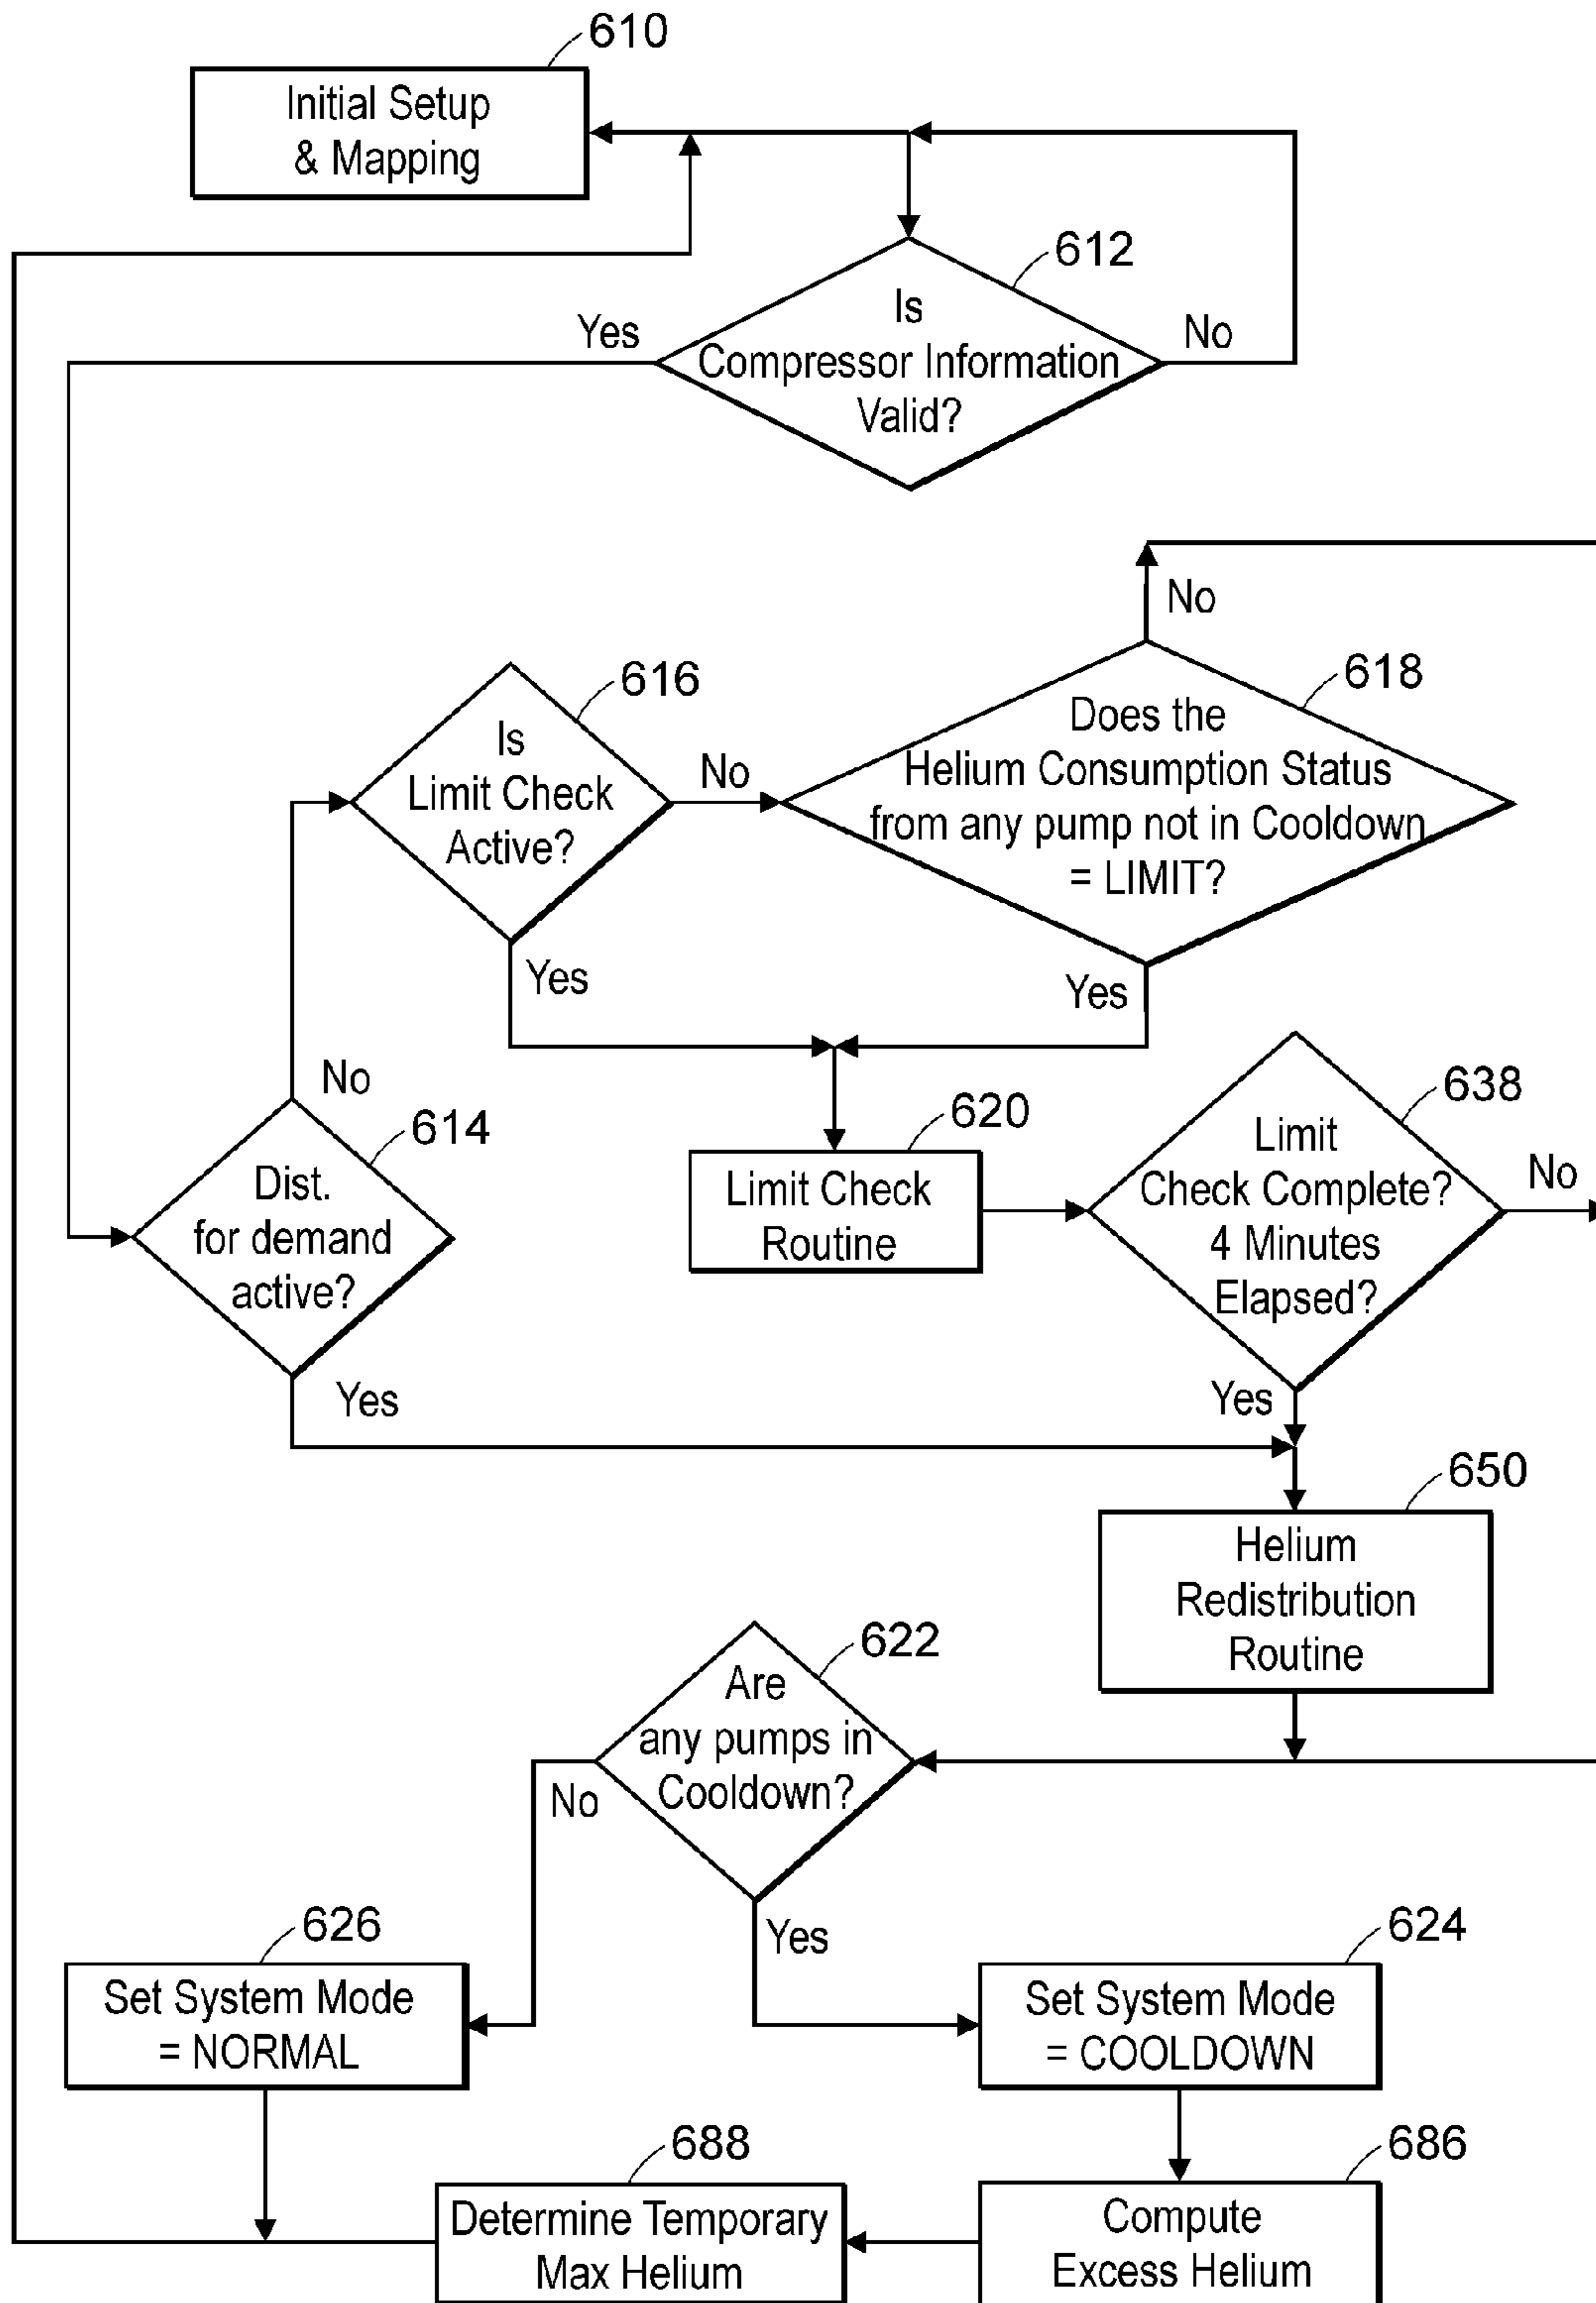 610
Initial Setup
& Mapping
612
Is
Compressor Information
Valid?
Yes
No
No
616
Is
Limit Check
Active?
No
Yes
618
Does the
Helium Consumption Status
from any pump not in Cooldown
= LIMIT?
Yes
No
614
Dist.
for demand
active?
Yes
620
Limit Check
Routine
638
Limit
Check Complete?
4 Minutes
Elapsed?
No
Yes
650
Helium
Redistribution
Routine
622
Are
any pumps in
Cooldown?
No
Yes
626
Set System Mode
= NORMAL
624
Set System Mode
= COOLDOWN
688
Determine Temporary
Max Helium
686
Compute
Excess Helium